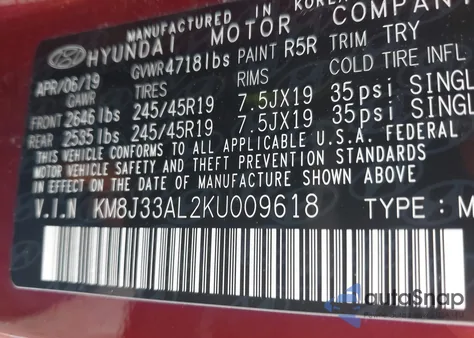 MANUFACTURED IN KOREA
HYUNDAI MOTOR COMPAN
APR/06/19 GVWR 4718lbs PAINT R5R TRIM TRY
GAWR TIRES RIMS COLD TIRE INFL
FRONT 2646 lbs 245/45R19 7.5JX19 35psi SINGL
REAR 2535 lbs 245/45R19 7.5JX19 35psi SINGL
THIS VEHICLE CONFORMS TO ALL APPLICABLE U.S.A. FEDERAL
MOTOR VEHICLE SAFETY AND THEFT PREVENTION STANDARDS
IN EFFECT ON THE DATE OF MANUFACTURE SHOWN ABOVE.
V.I.N KM8J33AL2KU009618 TYPE: M
autoSnap